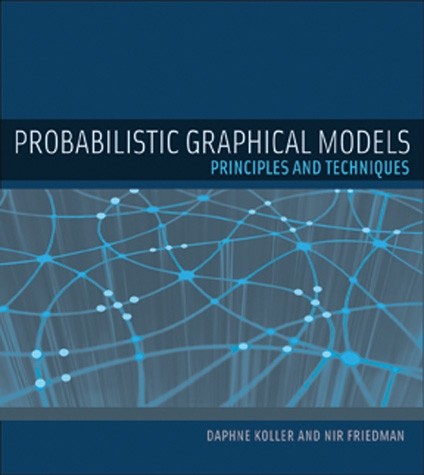 PROBABILISTIC GRAPHICAL MODELS
PRINCIPLES AND TECHNIQUES
DAPHNE KOLLER AND NIR FRIEDMAN